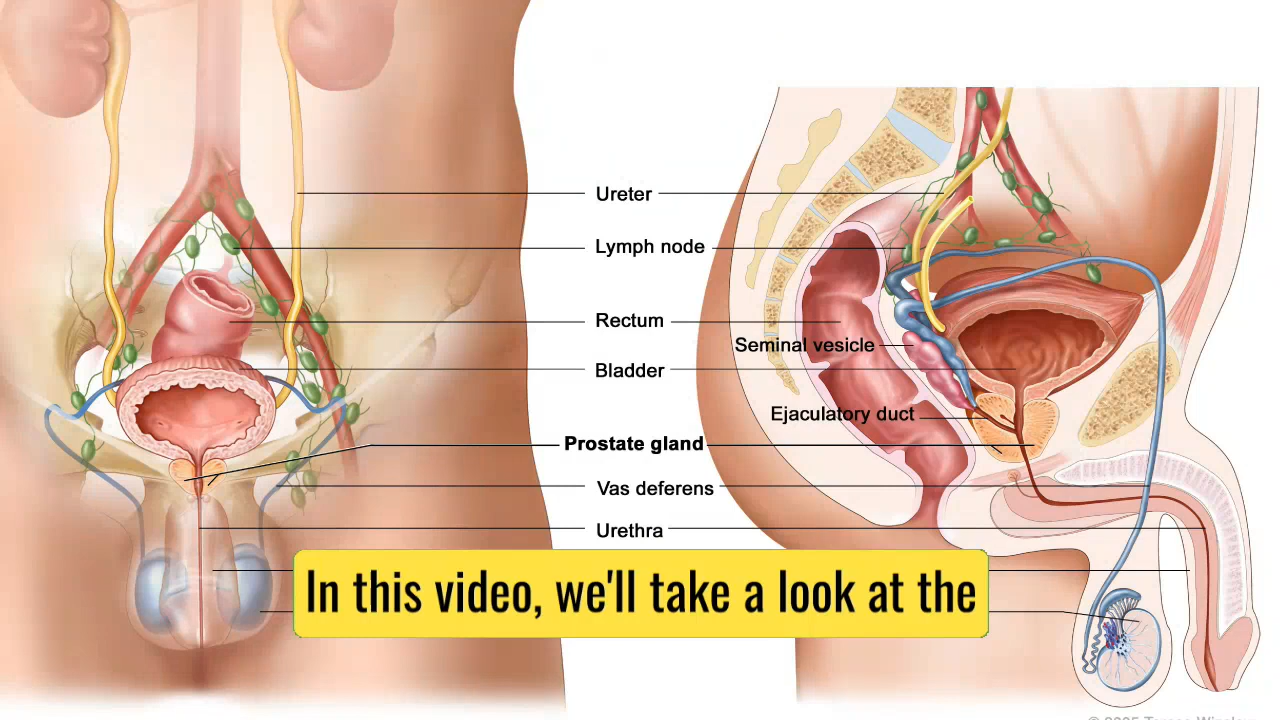 Ureter
Lymph node
Rectum
Seminal vesicle
Bladder
Ejaculatory duct
Prostate gland
Vas deferens
Urethra
In this video, we'll take a look at the